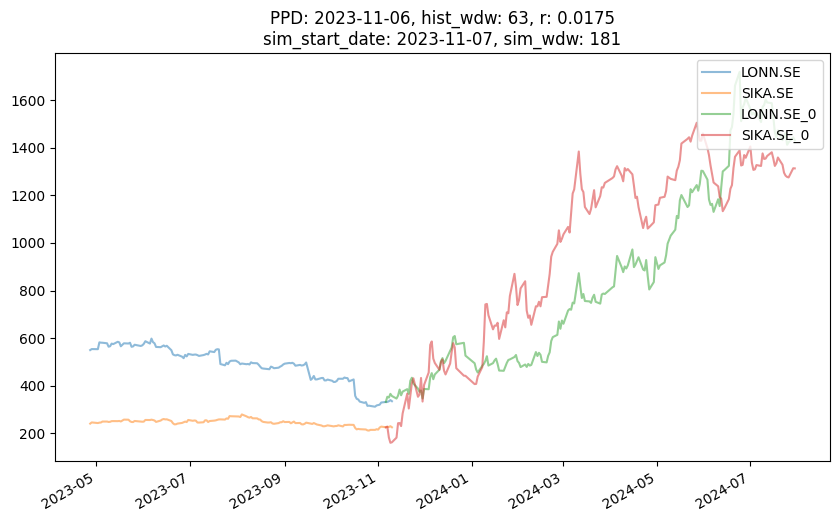 PPD: 2023-11-06, hist_wdw: 63, r: 0.0175
sim_start_date: 2023-11-07, sim_wdw: 181
LONN.SE
SIKA.SE
LONN.SE_0
SIKA.SE_0
1600
1400
1200
1000
800
600
400
200
2023-05
2023-07
2023-09
2023-11
2024-01
2024-03
2024-05
2024-07